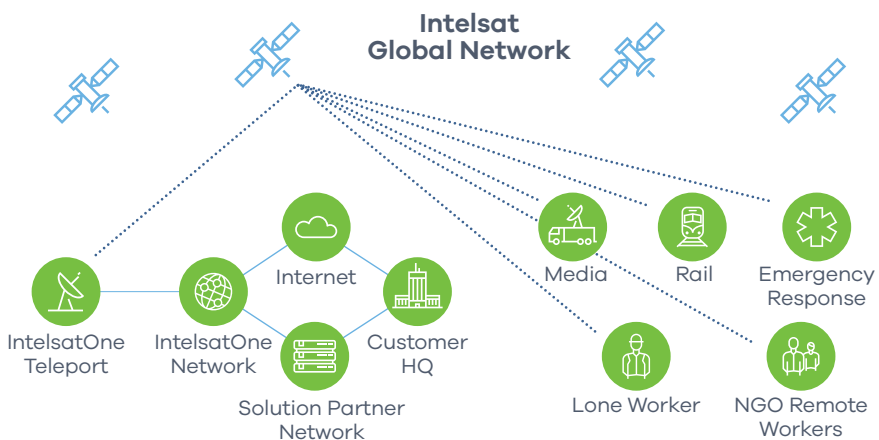 Intelsat
Global Network
Internet
Media
Rail
Emergency
Response
IntelsatOne
Teleport
IntelsatOne
Network
Customer
HQ
Solution Partner
Network
Lone Worker
NGO Remote
Workers